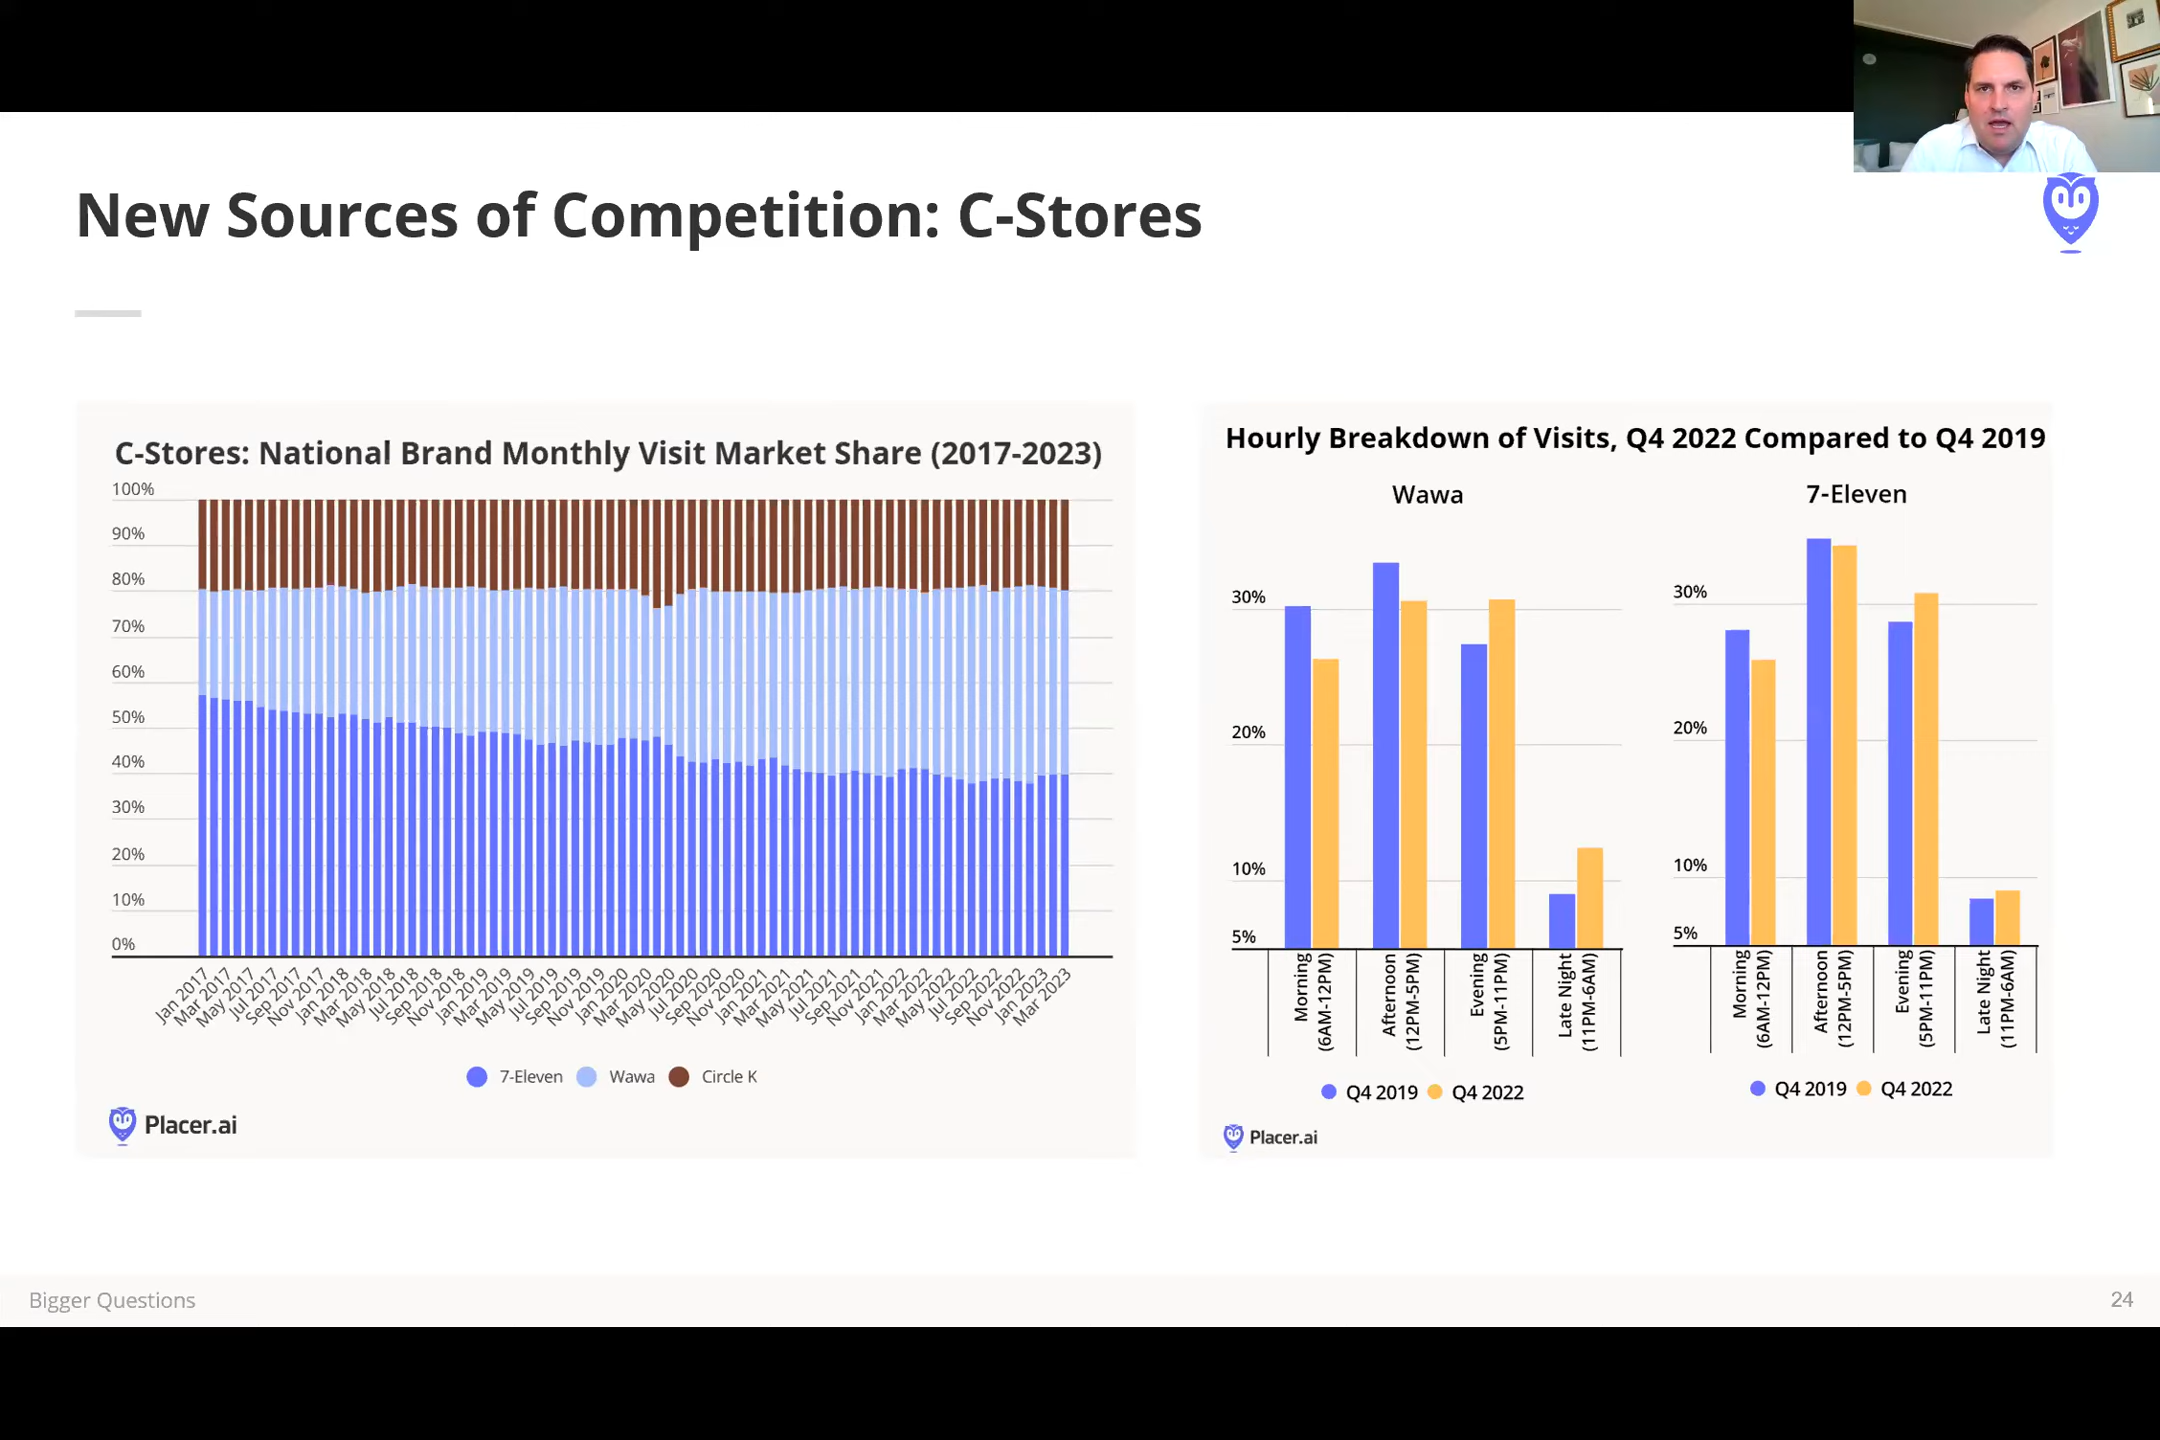 New Sources of Competition: C-Stores
C-Stores: National Brand Monthly Visit Market Share (2017-2023)
100%
90%
80%
70%
60%
50%
40%
30%
20%
10%
0%
Jan 2017
Mar 2017
May 2017
Jul 2017
Sep 2017
Nov 2017
Jan 2018
Mar 2018
May 2018
Jul 2018
Sep 2018
Nov 2018
Jan 2019
Mar 2019
May 2019
Jul 2019
Sep 2019
Nov 2019
Jan 2020
Mar 2020
May 2020
Jul 2020
Sep 2020
Nov 2020
Jan 2021
Mar 2021
May 2021
Jul 2021
Sep 2021
Nov 2021
Jan 2022
Mar 2022
May 2022
Jul 2022
Sep 2022
Nov 2022
Jan 2023
Mar 2023
7-Eleven Wawa Circle K
Placer.ai
Hourly Breakdown of Visits, Q4 2022 Compared to Q4 2019
Wawa
30%
20%
10%
5%
Morning
(6AM-12PM)
Afternoon
(12PM-5PM)
Evening
(5PM-11PM)
Late Night
(11PM-6AM)
Q4 2019 Q4 2022
7-Eleven
30%
20%
10%
5%
Morning
(6AM-12PM)
Afternoon
(12PM-5PM)
Evening
(5PM-11PM)
Late Night
(11PM-6AM)
Q4 2019 Q4 2022
Placer.ai
Bigger Questions
24